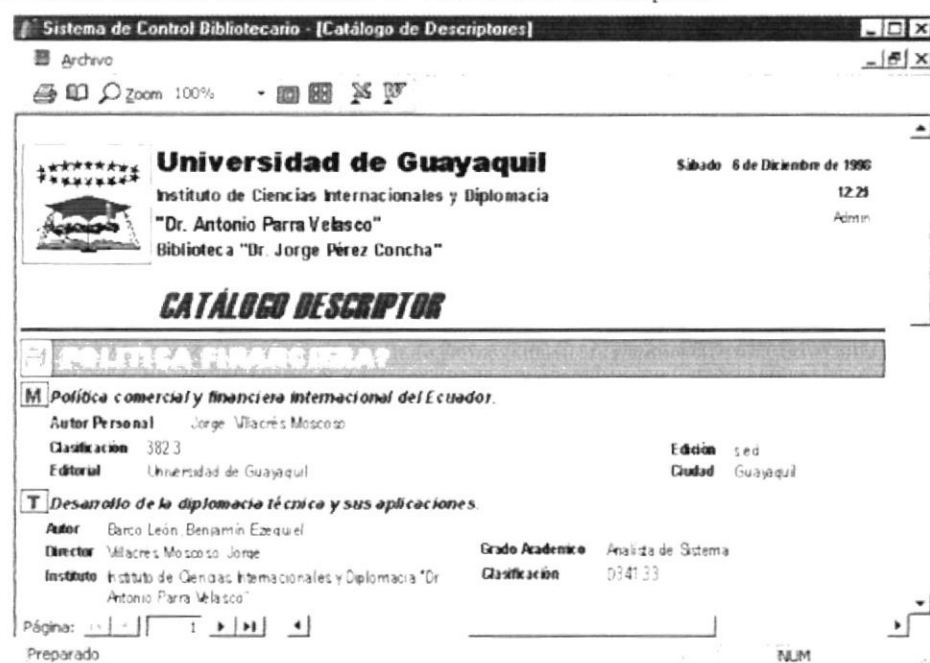 Sistema de Control Bibliotecario - [Catálogo de Descriptores]
Archivo
Zoom 100%
Universidad de Guayaquil
Sábado 6 de Diciembre de 1998
Instituto de Ciencias Internacionales y Diplomacia
12:29
"Dr. Antonio Parra Velasco"
Admin
Biblioteca "Dr. Jorge Pérez Concha"
CATÁLOGO DESCRIPTOR
POLITICA FINANCIERA
M Política comercial y financiera internacional del Ecuador.
Autor Personal Jorge Villacrés Moscoso
Clasificación 382.3 Edición s.ed
Editorial Universidad de Guayaquil Ciudad Guayaquil
T Desarrollo de la diplomacia técnica y sus aplicaciones.
Autor Barco León, Benjamín Ezequiel
Director Villacres Moscoso Jorge Grado Academico Analista de Sistema
Instituto Instituto de Ciencias Internacionales y Diplomacia "Dr Clasificación D341.33
Antonio Parra Velasco"
Página: 1
Preparado NUM